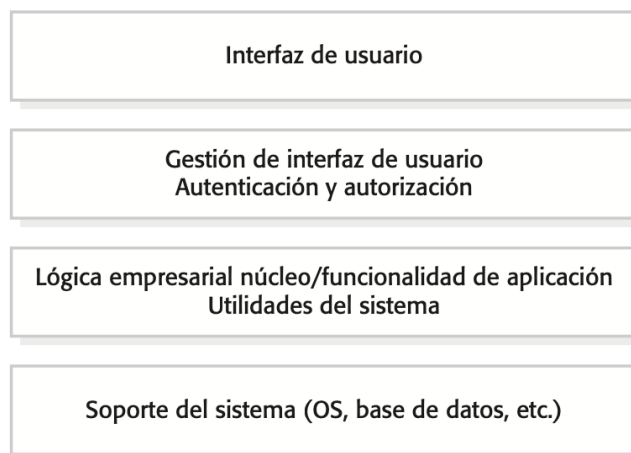 Interfaz de usuario
Gestión de interfaz de usuario
Autenticación y autorización
Lógica empresarial núcleo/funcionalidad de aplicación
Utilidades del sistema
Soporte del sistema (OS, base de datos, etc.)